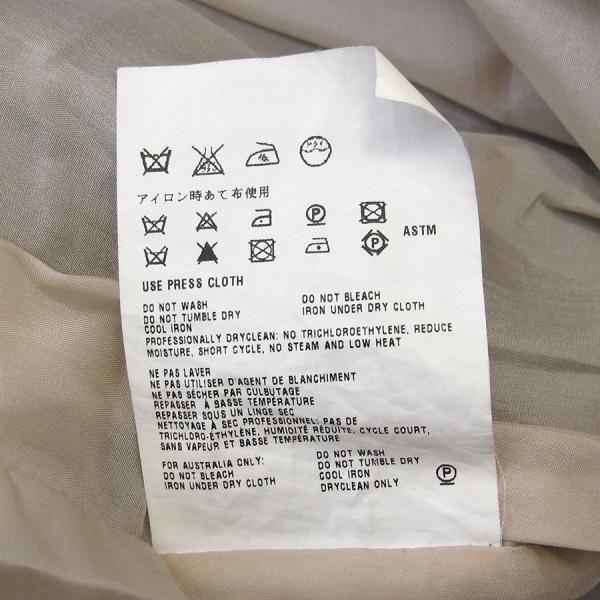 ドライ
アイロン時あて布使用
P
P ASTM
USE PRESS CLOTH
DO NOT WASH DO NOT BLEACH
DO NOT TUMBLE DRY IRON UNDER DRY CLOTH
COOL IRON
PROFESSIONALLY DRYCLEAN: NO TRICHLOROETHYLENE, REDUCE
MOISTURE, SHORT CYCLE, NO STEAM AND LOW HEAT
NE PAS LAVER
NE PAS UTILISER D'AGENT DE BLANCHIMENT
NE PAS SÉCHER PAR CULBUTAGE
REPASSER À BASSE TEMPÉRATURE
REPASSER SOUS UN LINGE SEC
NETTOYAGE À SEC PROFESSIONNEL: PAS DE
TRICHLORO-ÉTHYLÈNE, HUMIDITÉ RÉDUITE, CYCLE COURT,
SANS VAPEUR ET BASSE TEMPÉRATURE
FOR AUSTRALIA ONLY: DO NOT WASH
DO NOT BLEACH DO NOT TUMBLE DRY
IRON UNDER DRY CLOTH COOL IRON P
DRYCLEAN ONLY